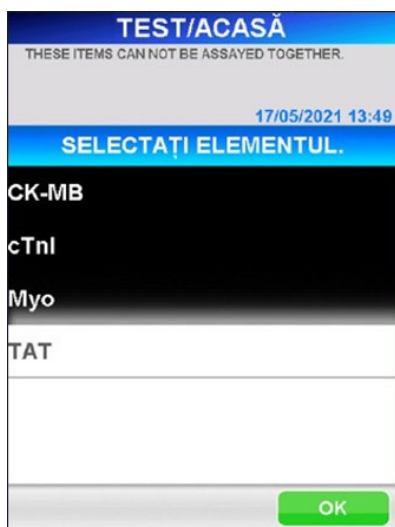 TEST/ACASĂ
THESE ITEMS CAN NOT BE ASSAYED TOGETHER.
17/05/2021 13:49
SELECTAȚI ELEMENTUL.
CK-MB
cTnI
Myo
TAT
OK